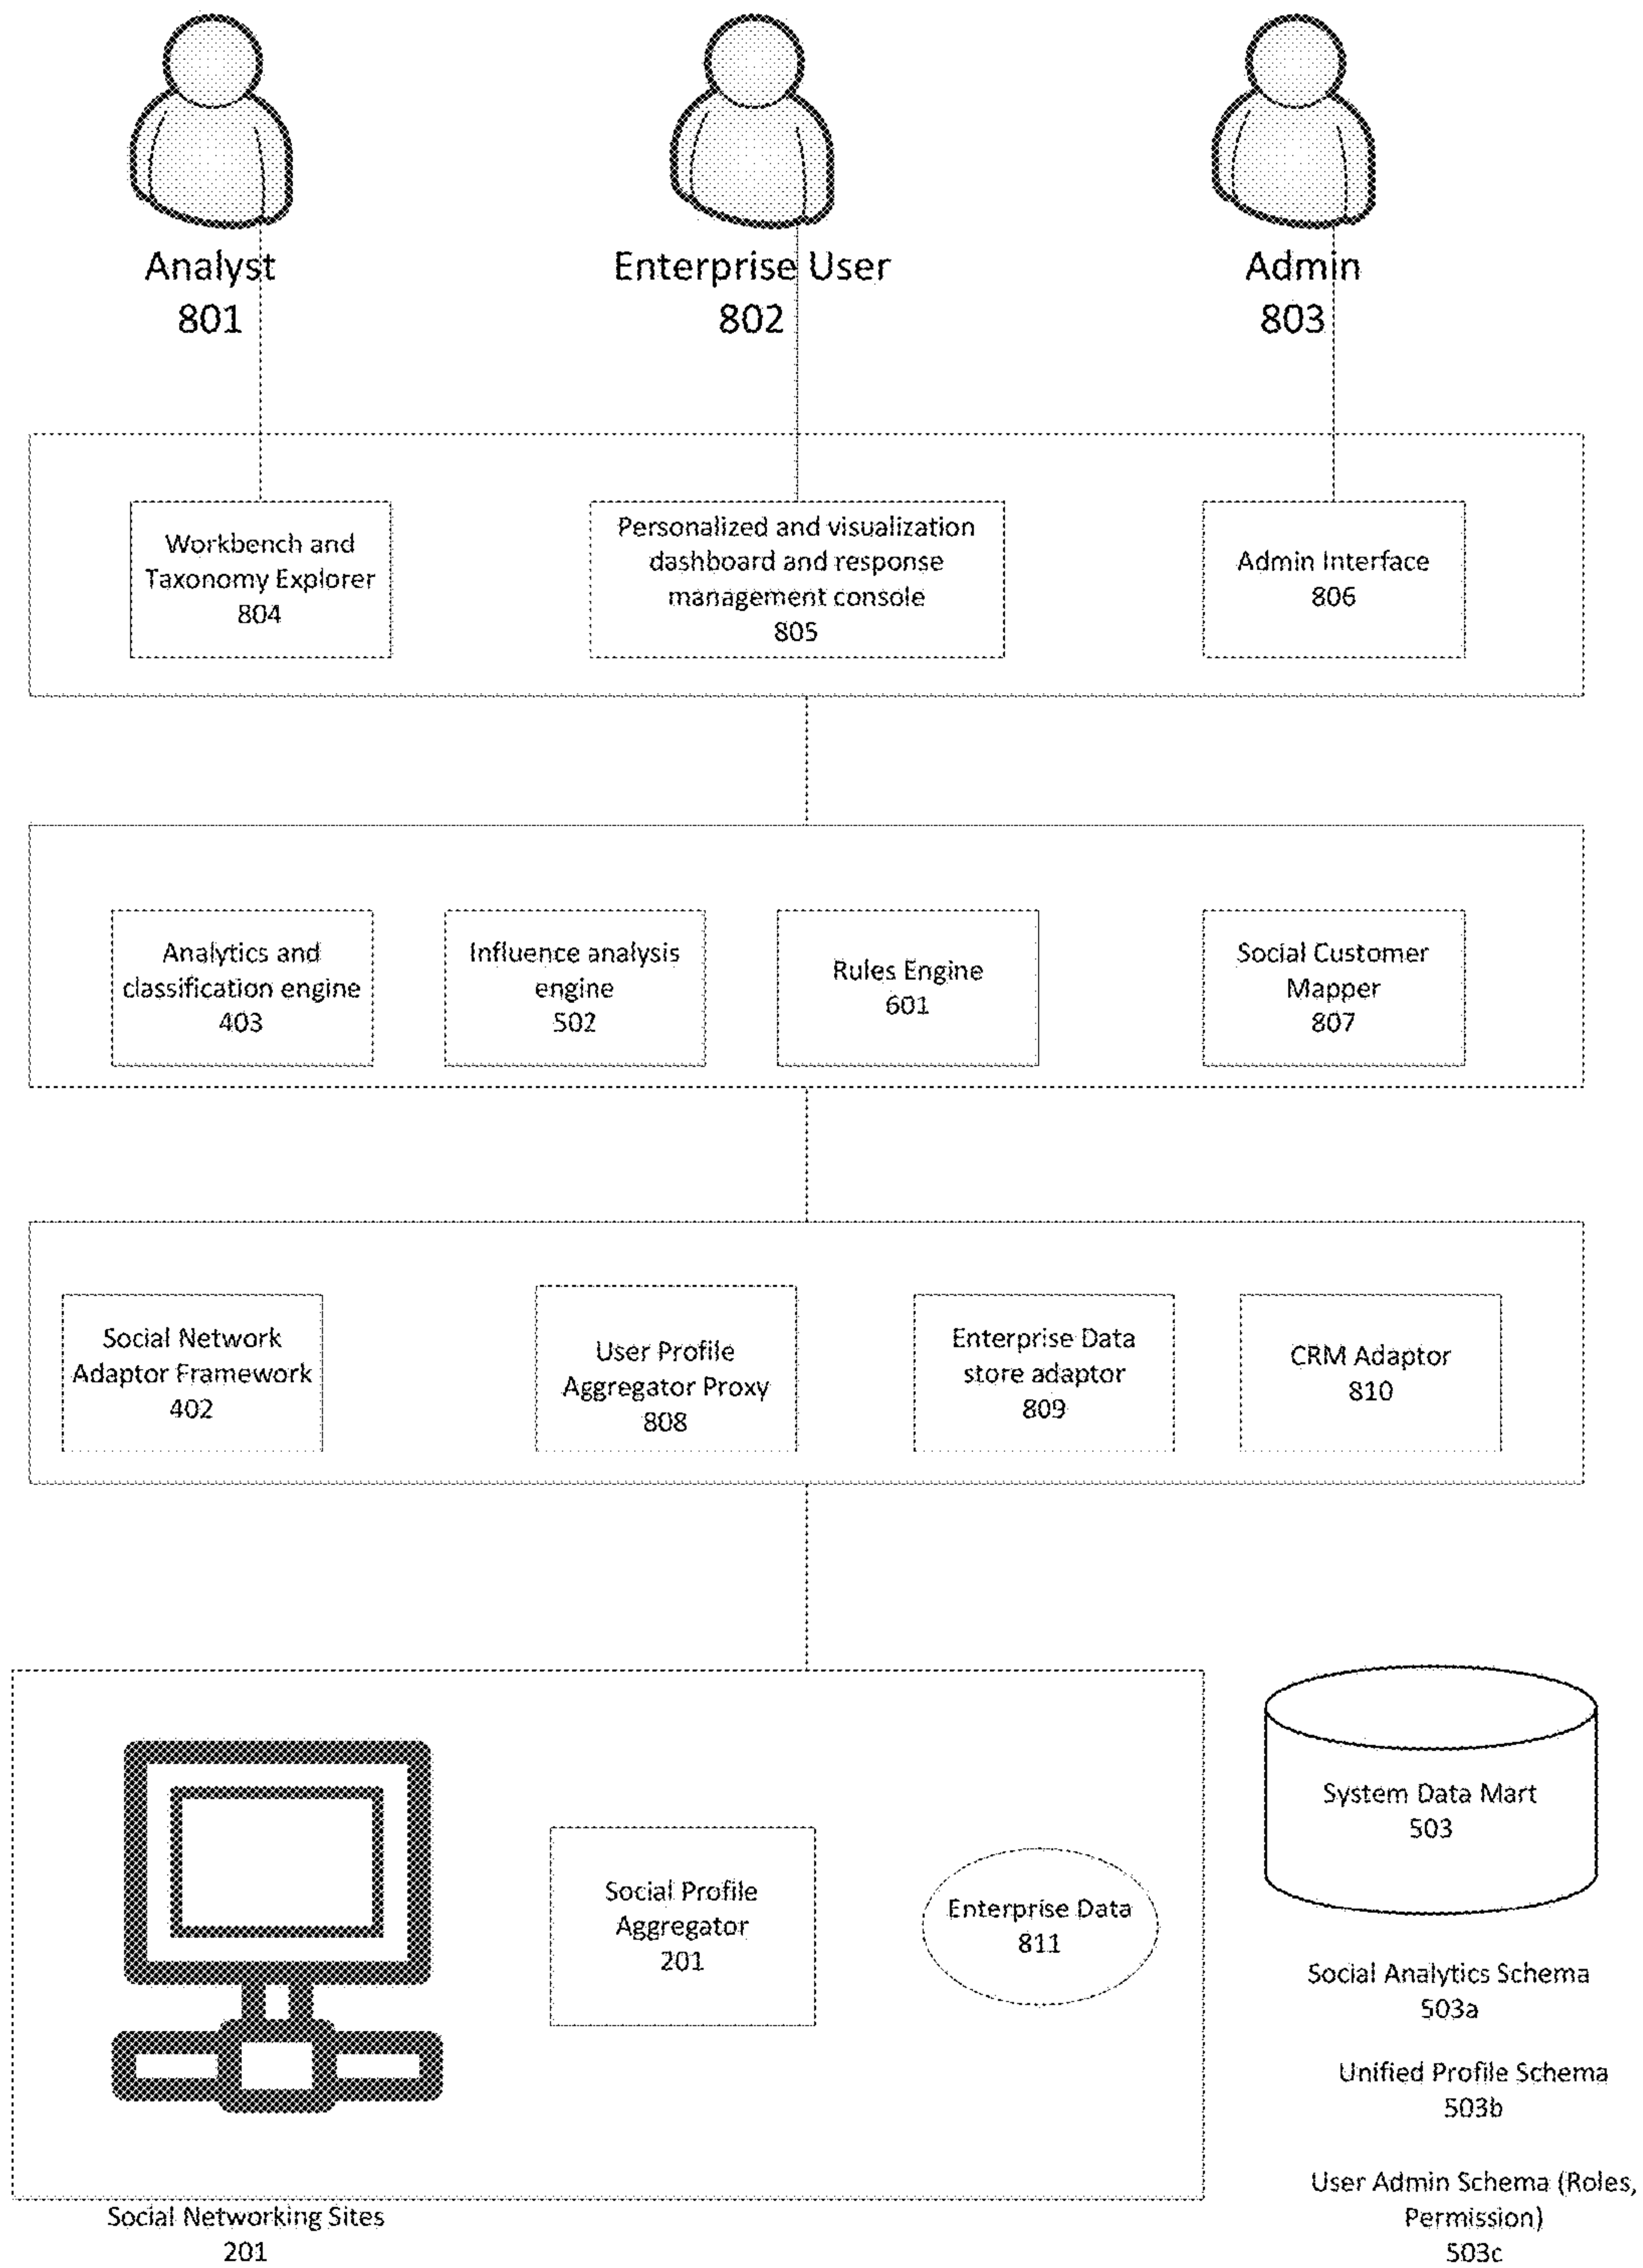 Analyst
801
Enterprise User
802
Admin
803
Workbench and
Taxonomy Explorer
804
Personalized and visualization
dashboard and response
management console
805
Admin Interface
806
Analytics and
classification engine
403
Influence analysis
engine
502
Rules Engine
601
Social Customer
Mapper
807
Social Network
Adaptor Framework
402
User Profile
Aggregator Proxy
808
Enterprise Data
store adaptor
809
CRM Adaptor
810
Social Profile
Aggregator
201
Enterprise Data
811
System Data Mart
503
Social Analytics Schema
503a
Unified Profile Schema
503b
User Admin Schema (Roles,
Permission)
503c
Social Networking Sites
201